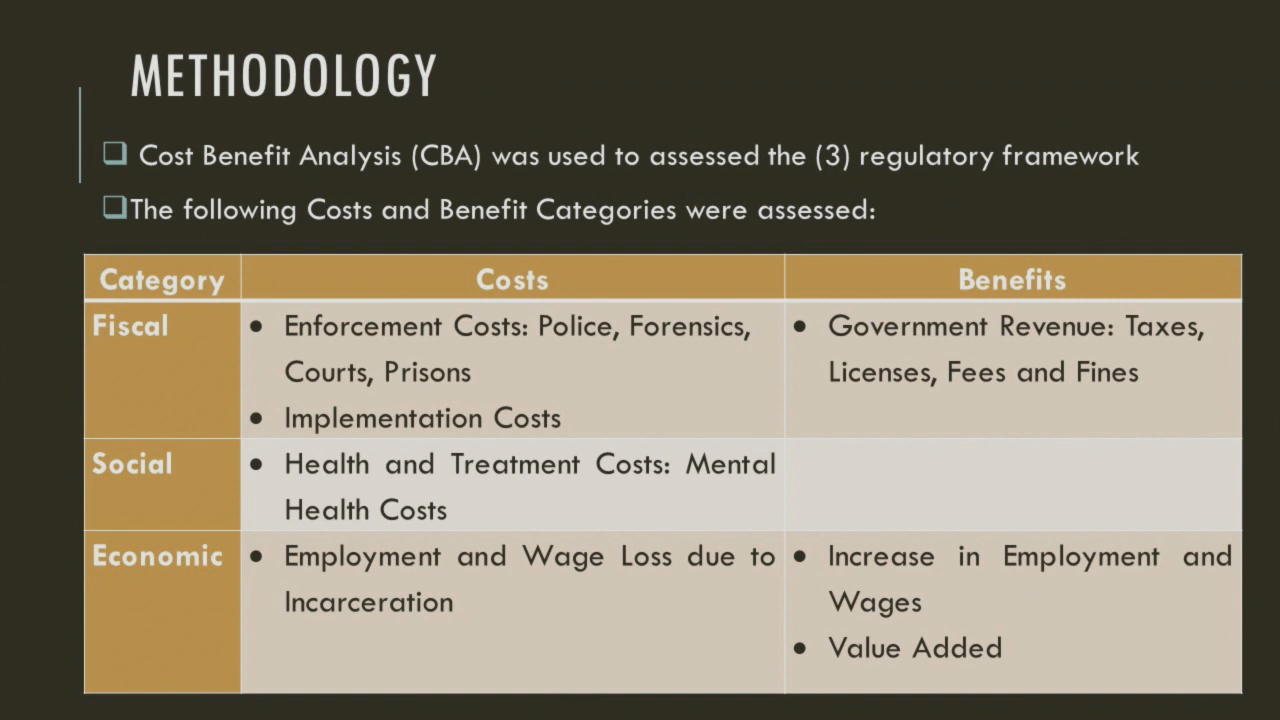 METHODOLOGY
❑ Cost Benefit Analysis (CBA) was used to assessed the (3) regulatory framework
❑The following Costs and Benefit Categories were assessed:
Category Costs Benefits
Fiscal
• Enforcement Costs: Police, Forensics,
Courts, Prisons
• Implementation Costs
• Government Revenue: Taxes,
Licenses, Fees and Fines
Social
• Health and Treatment Costs: Mental
Health Costs
Economic
• Employment and Wage Loss due to
Incarceration
• Increase in Employment and
Wages
• Value Added